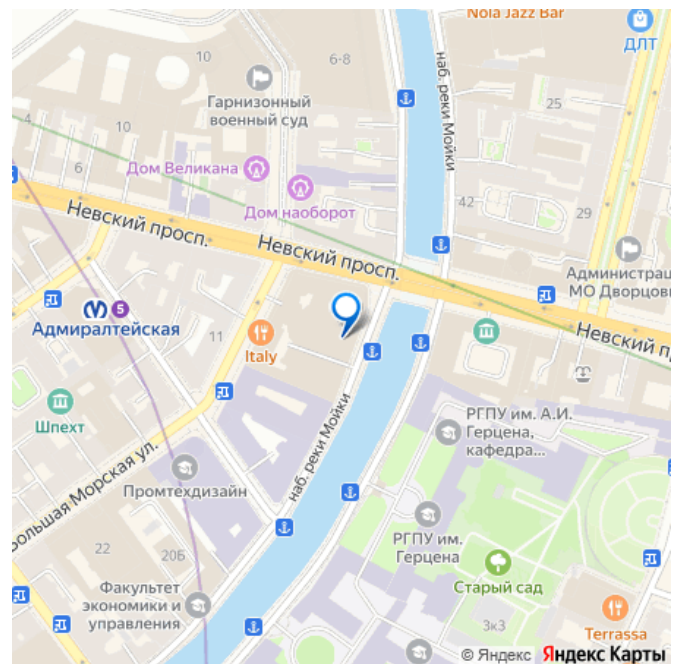 Nola Jazz Bar
ДЛТ
10
6-8
Гарнизонный
военный суд
наб. реки Мойки
25
4
10
6
Дом Великана
Дом наоборот
42
29
Невский просп.
Невский просп.
Администрац
МО Дворцовы
5
Адмиралтейская
11
Italy
Невский п
Шпехт
наб. реки Мойки
РГПУ им. А.И.
Герцена,
кафедра...
Большая Морская ул.
Промтехдизайн
РГПУ им.
Герцена
22
20Б
Старый сад
Факультет
экономики и
управления
3к3
Terrassa
© Яндекс Яндекс Карты